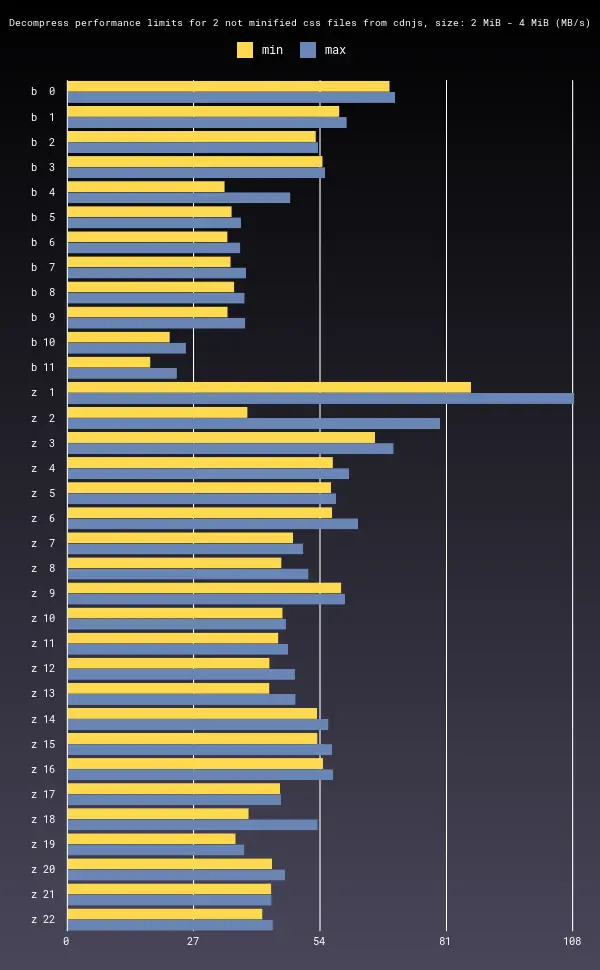 Decompress performance limits for 2 not minified css files from cdnjs, size: 2 MiB - 4 MiB (MB/s)
min max
b 0
b 1
b 2
b 3
b 4
b 5
b 6
b 7
b 8
b 9
b 10
b 11
z 1
z 2
z 3
z 4
z 5
z 6
z 7
z 8
z 9
z 10
z 11
z 12
z 13
z 14
z 15
z 16
z 17
z 18
z 19
z 20
z 21
z 22
0 27 54 81 108